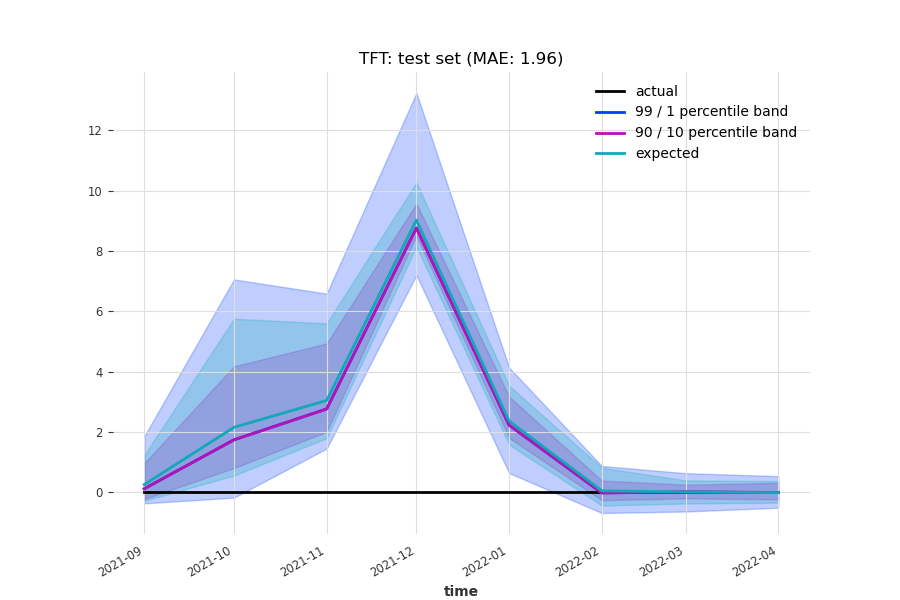 TFT: test set (MAE: 1.96)
actual
99 / 1 percentile band
90 / 10 percentile band
expected
12
10
8
6
4
2
0
2021-09
2021-10
2021-11
2021-12
2022-01
2022-02
2022-03
2022-04
time